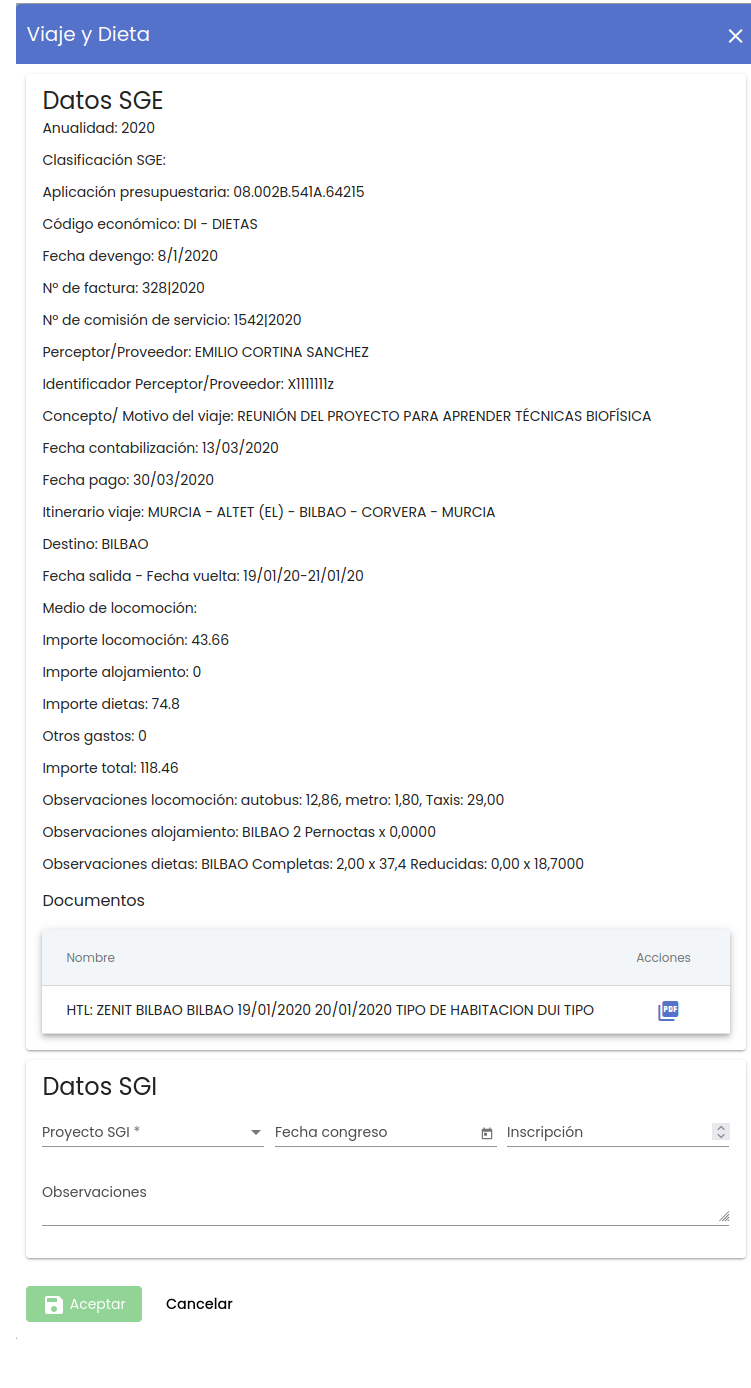 Viaje y Dieta
Datos SGE
Anualidad: 2020
Clasificación SGE:
Aplicación presupuestaria: 08.002B.541A.64215
Código económico: DI - DIETAS
Fecha devengo: 8/1/2020
Nº de factura: 328|2020
Nº de comisión de servicio: 1542|2020
Perceptor/Proveedor: EMILIO CORTINA SANCHEZ
Identificador Perceptor/Proveedor: X1111111z
Concepto/ Motivo del viaje: REUNIÓN DEL PROYECTO PARA APRENDER TÉCNICAS BIOFÍSICA
Fecha contabilización: 13/03/2020
Fecha pago: 30/03/2020
Itinerario viaje: MURCIA - ALTET (EL) - BILBAO - CORVERA - MURCIA
Destino: BILBAO
Fecha salida - Fecha vuelta: 19/01/20-21/01/20
Medio de locomoción:
Importe locomoción: 43.66
Importe alojamiento: 0
Importe dietas: 74.8
Otros gastos: 0
Importe total: 118.46
Observaciones locomoción: autobus: 12,86, metro: 1,80, Taxis: 29,00
Observaciones alojamiento: BILBAO 2 Pernoctas x 0,0000
Observaciones dietas: BILBAO Completas: 2,00 x 37,4 Reducidas: 0,00 x 18,7000
Documentos
Nombre Acciones
HTL: ZENIT BILBAO BILBAO 19/01/2020 20/01/2020 TIPO DE HABITACION DUI TIPO PDF
Datos SGI
Proyecto SGI * Fecha congreso Inscripción
Observaciones
Aceptar Cancelar